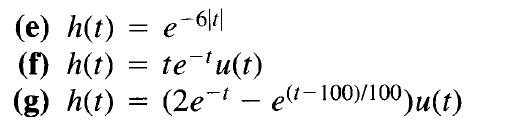 (e) h(t) = e^{-6|t|}
(f) h(t) = te^{-t}u(t)
(g) h(t) = (2e^{-t} - e^{(t-100)/100})u(t)